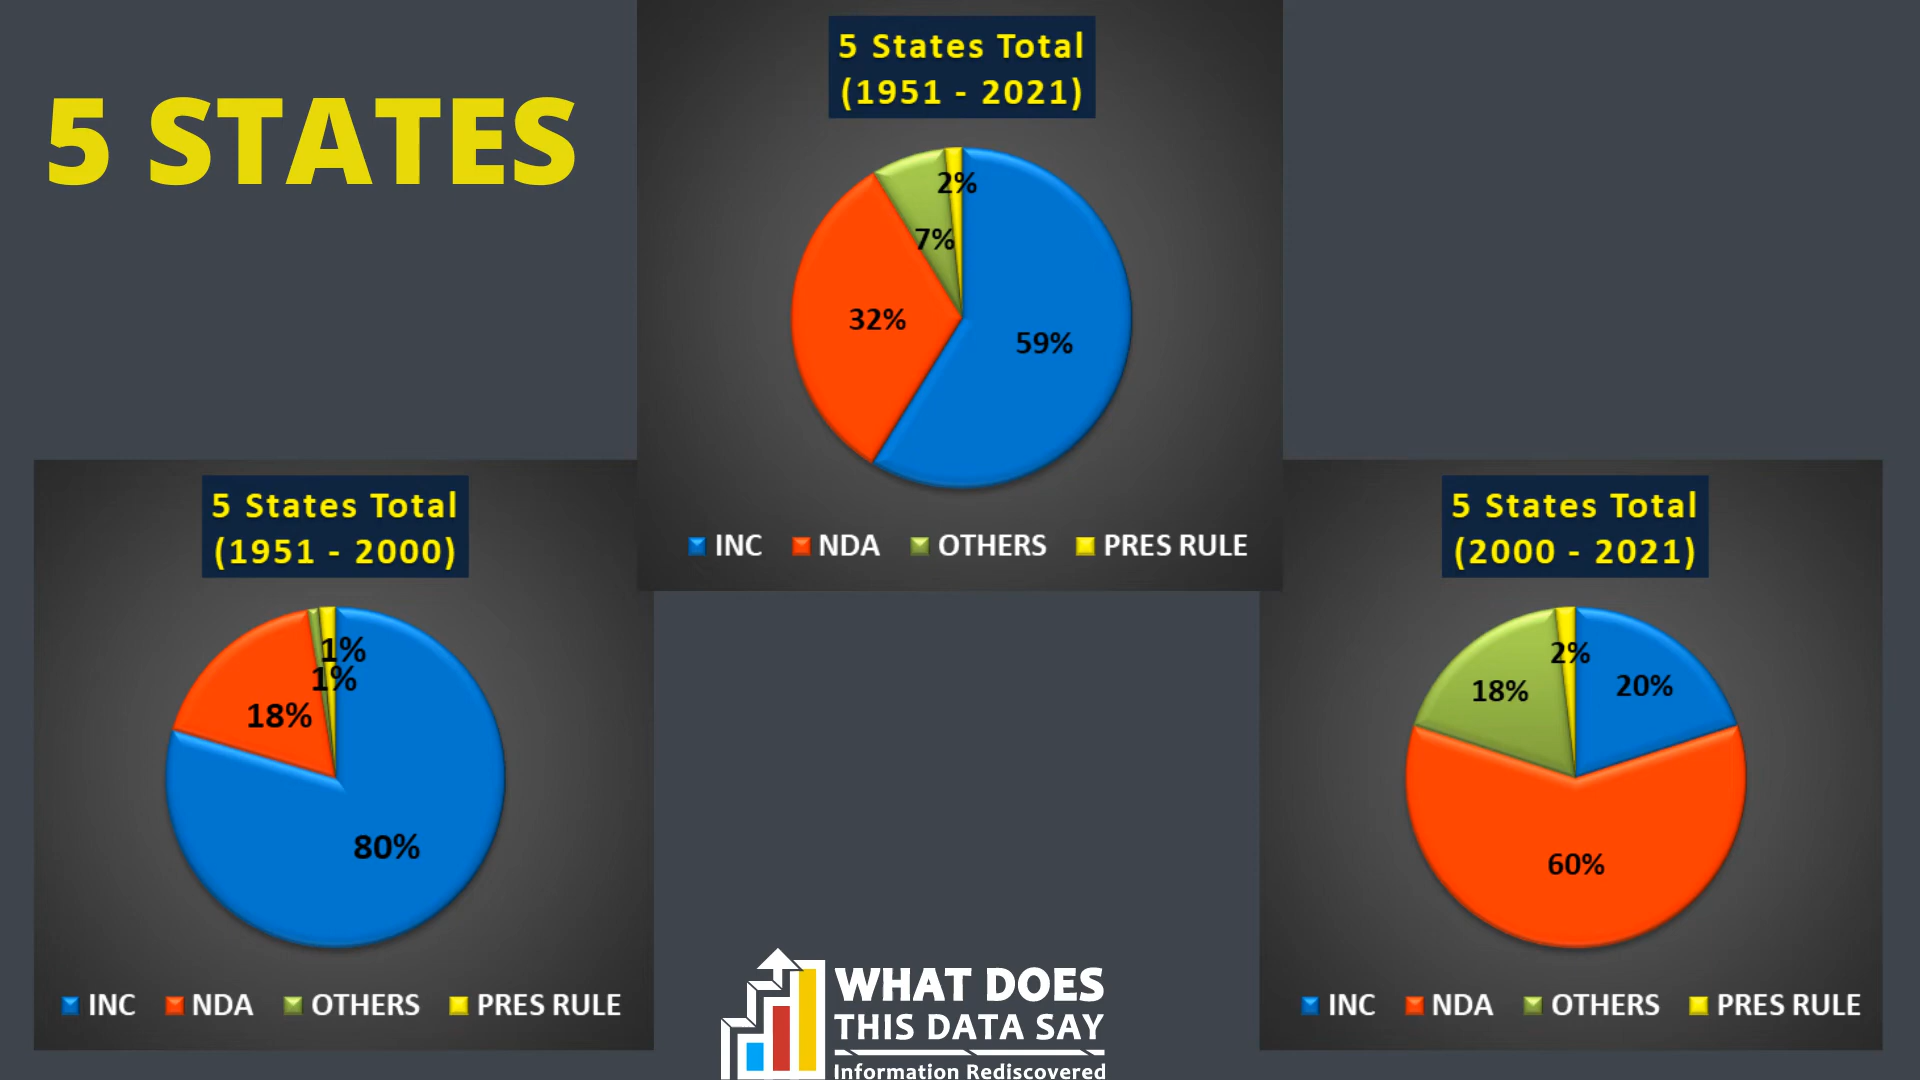 5 STATES
5 States Total
(1951 - 2021)
2%
7%
32%
59%
INC NDA OTHERS PRES RULE
5 States Total
(1951 - 2000)
1%
1%
18%
80%
INC NDA OTHERS PRES RULE
5 States Total
(2000 - 2021)
2%
18%
20%
60%
INC NDA OTHERS PRES RULE
WHAT DOES
THIS DATA SAY
Information Rediscovered